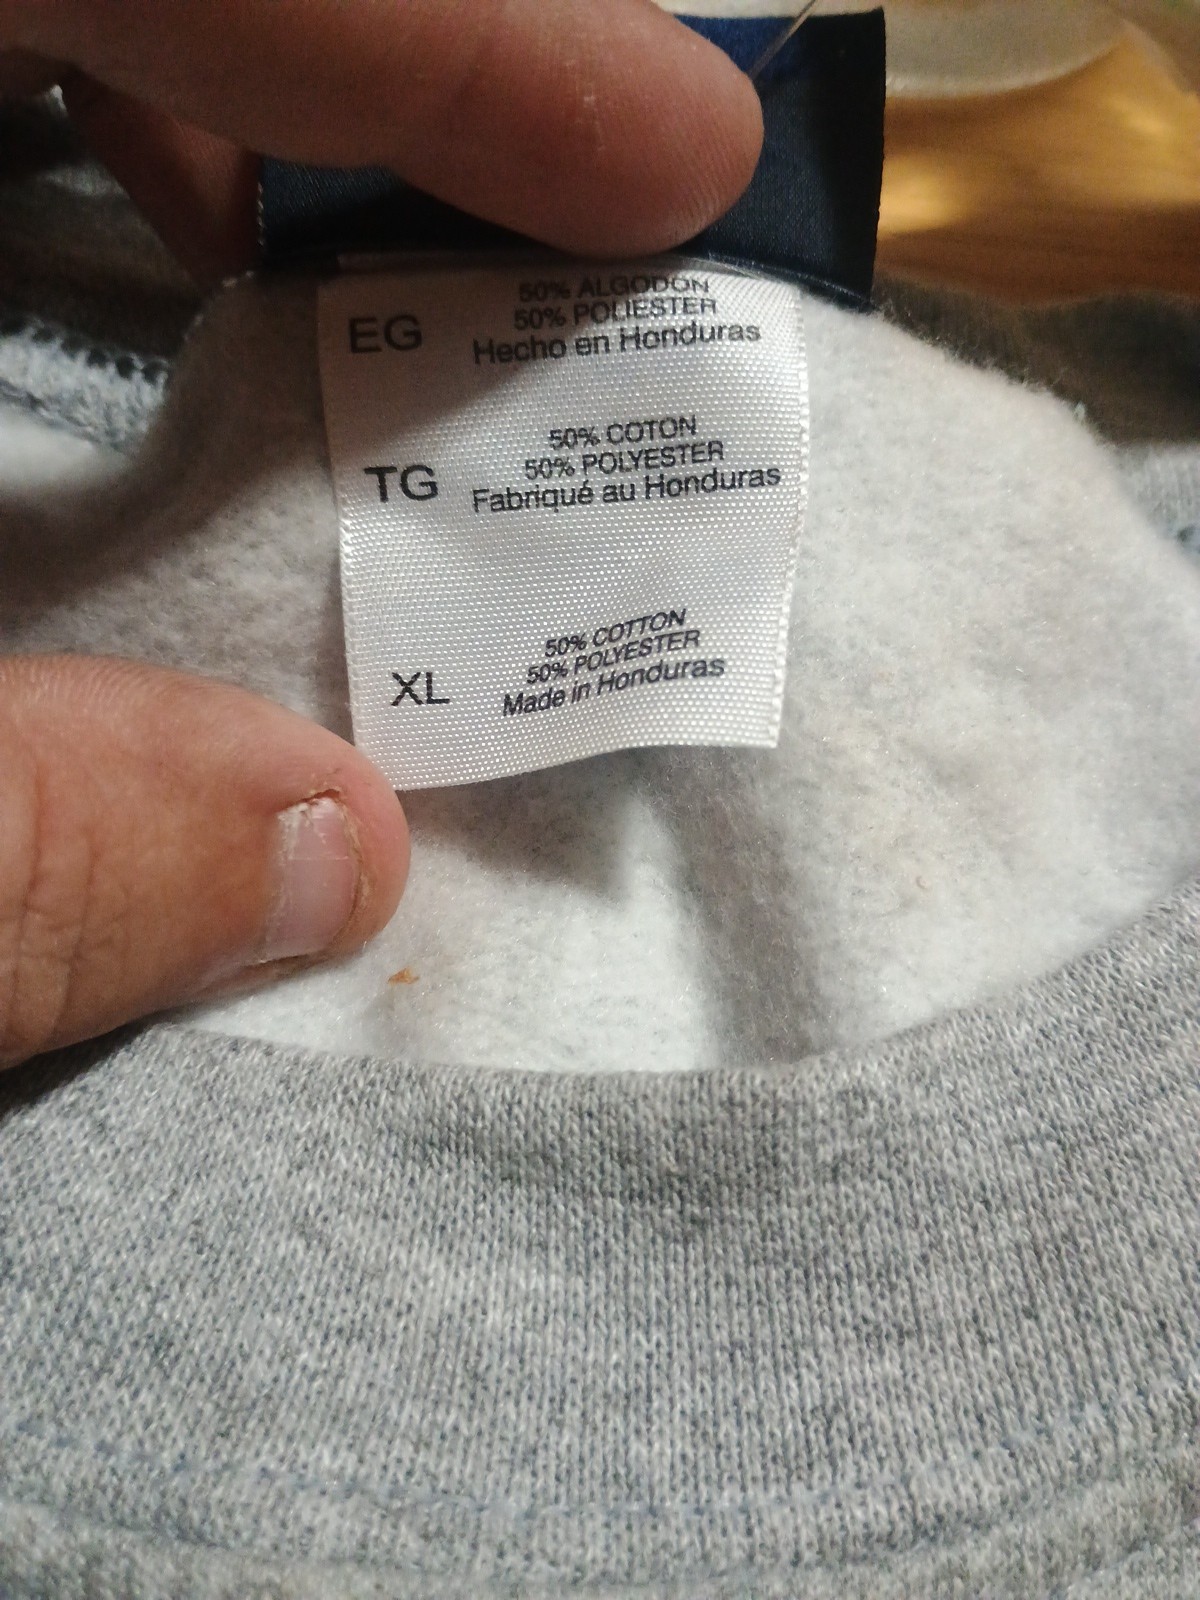 EG
50% ALGODON
50% POLIESTER
Hecho en Honduras
TG
50% COTON
50% POLYESTER
Fabriqué au Honduras
XL
50% COTTON
50% POLYESTER
Made in Honduras